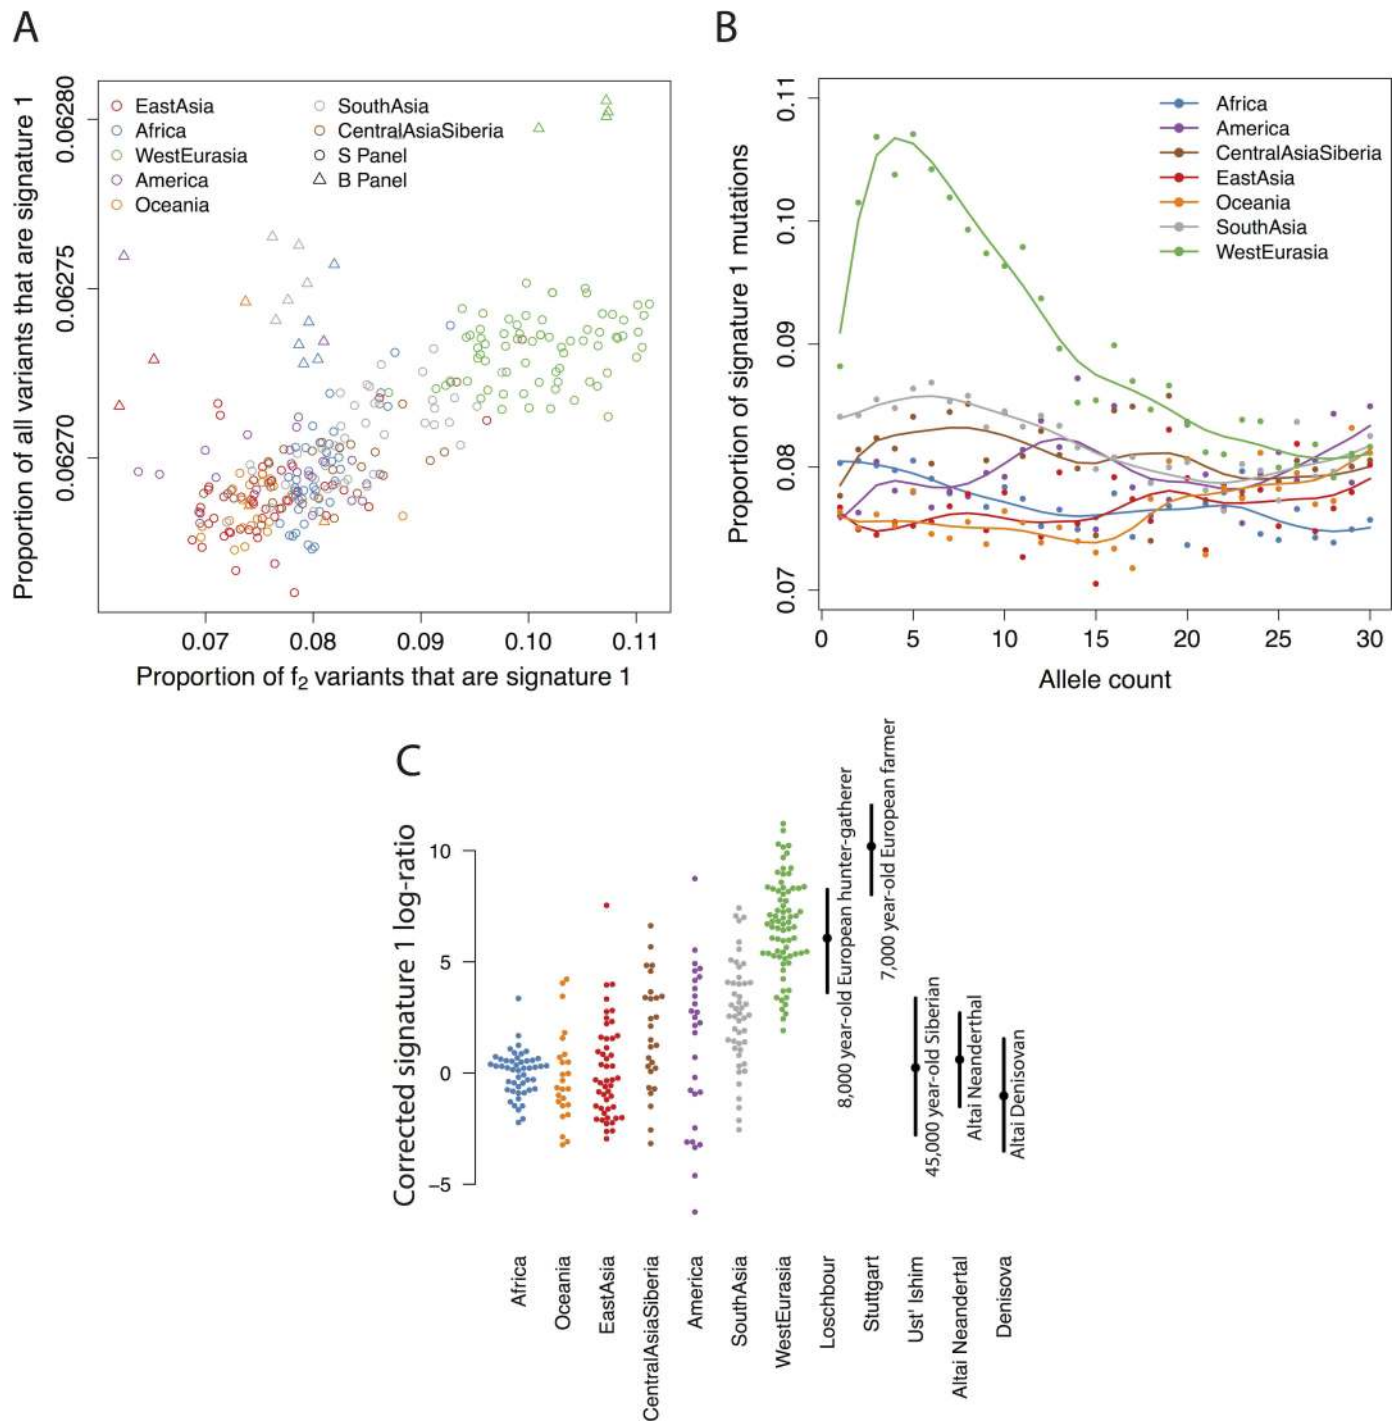 A
Proportion of all variants that are signature 1
0.06280
0.06275
0.06270
EastAsia
Africa
WestEurasia
America
Oceania
SouthAsia
CentralAsiaSiberia
S Panel
B Panel
0.07 0.08 0.09 0.10 0.11
Proportion of f2 variants that are signature 1
B
Proportion of signature 1 mutations
0.11
0.10
0.09
0.08
0.07
Africa
America
CentralAsiaSiberia
EastAsia
Oceania
SouthAsia
WestEurasia
0 5 10 15 20 25 30
Allele count
C
Corrected signature 1 log-ratio
10
5
0
−5
8,000 year-old European hunter-gatherer
7,000 year-old European farmer
45,000 year-old Siberian
Altai Neanderthal
Altai Denisovan
Africa
Oceania
EastAsia
CentralAsiaSiberia
America
SouthAsia
WestEurasia
Loschbour
Stuttgart
Ust' Ishim
Altai Neandertal
Denisova